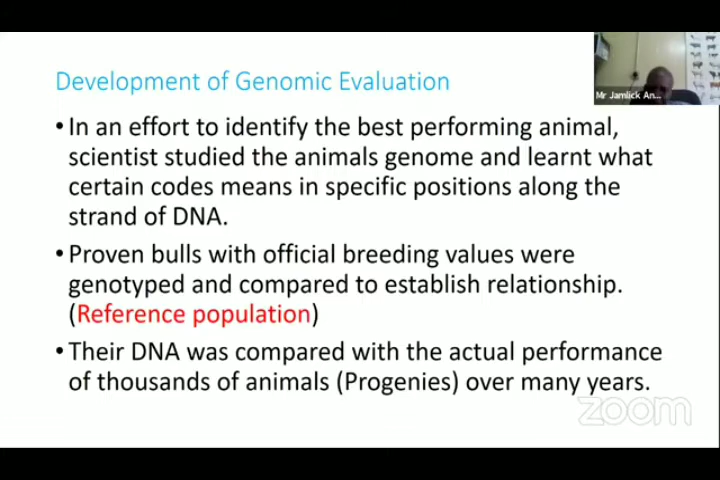 Development of Genomic Evaluation
Mr Jamlick An...
• In an effort to identify the best performing animal,
scientist studied the animals genome and learnt what
certain codes means in specific positions along the
strand of DNA.
• Proven bulls with official breeding values were
genotyped and compared to establish relationship.
(Reference population)
• Their DNA was compared with the actual performance
of thousands of animals (Progenies) over many years.
zoom